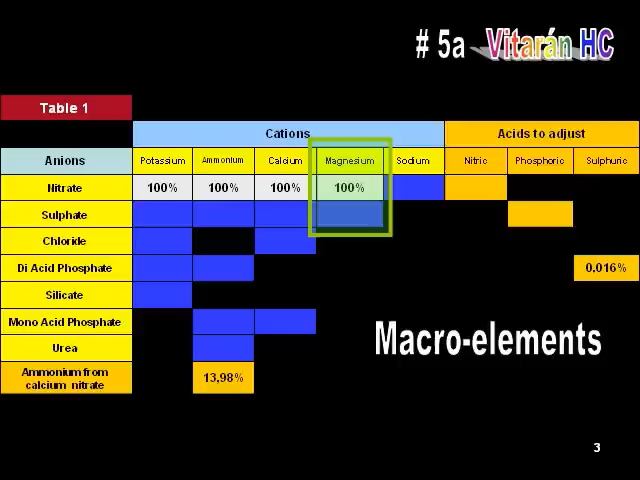 # 5a Vitarán HC
Table 1
Cations Acids to adjust
Anions Potassium Ammonium Calcium Magnesium Sodium Nitric Phosphoric Sulphuric
Nitrate 100% 100% 100% 100%
Sulphate
Chloride
Di Acid Phosphate 0,016%
Silicate
Mono Acid Phosphate
Urea
Ammonium from
calcium nitrate 13,98%
Macro-elements
3